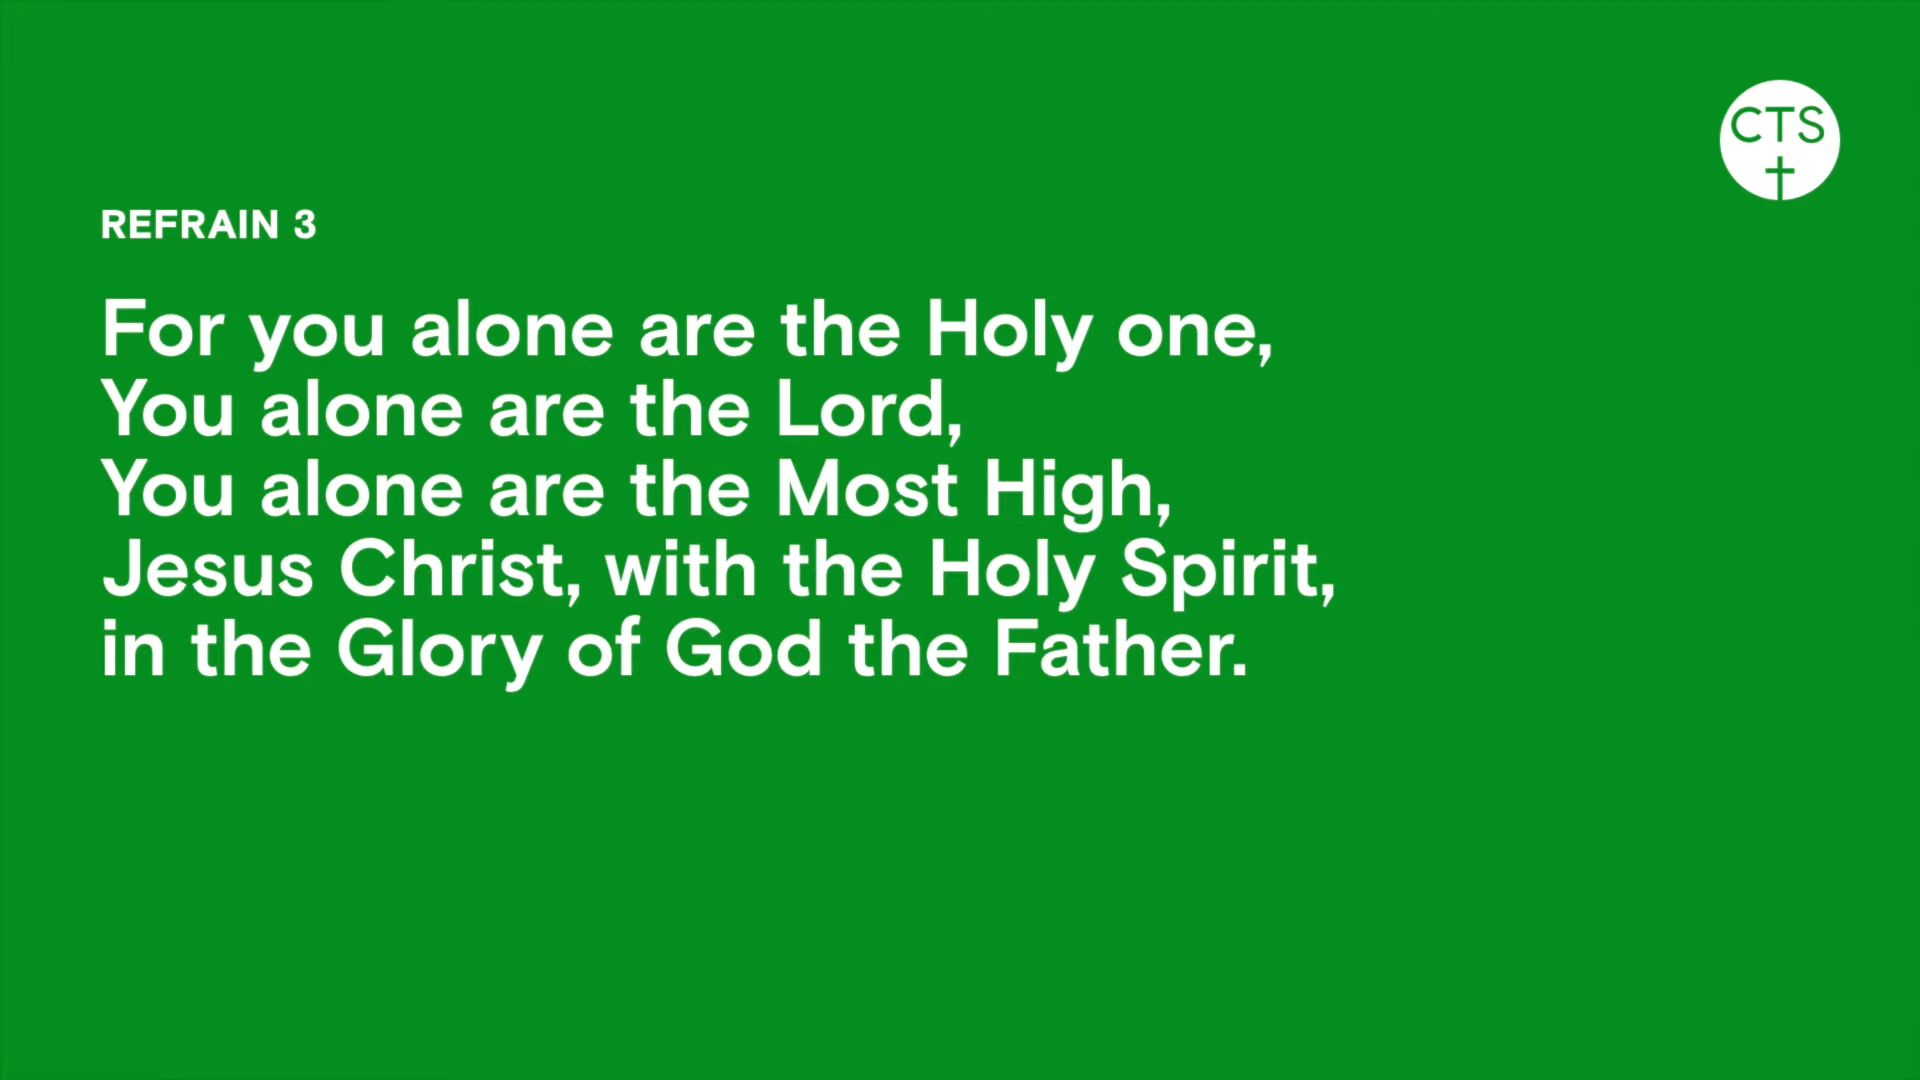 CTS
REFRAIN 3
For you alone are the Holy one,
You alone are the Lord,
You alone are the Most High,
Jesus Christ, with the Holy Spirit,
in the Glory of God the Father.